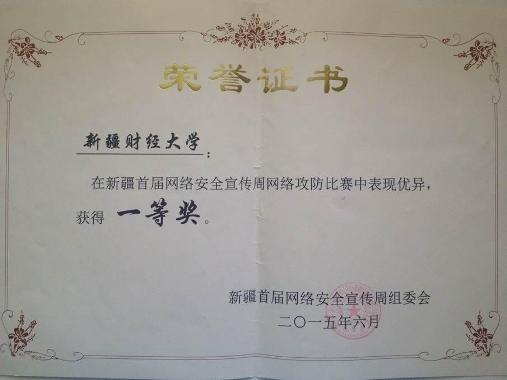 荣誉证书
新疆财经大学：
在新疆首届网络安全宣传周网络攻防比赛中表现优异，
获得 一等奖。
新疆首届网络安全宣传周组委会
二〇一五年六月